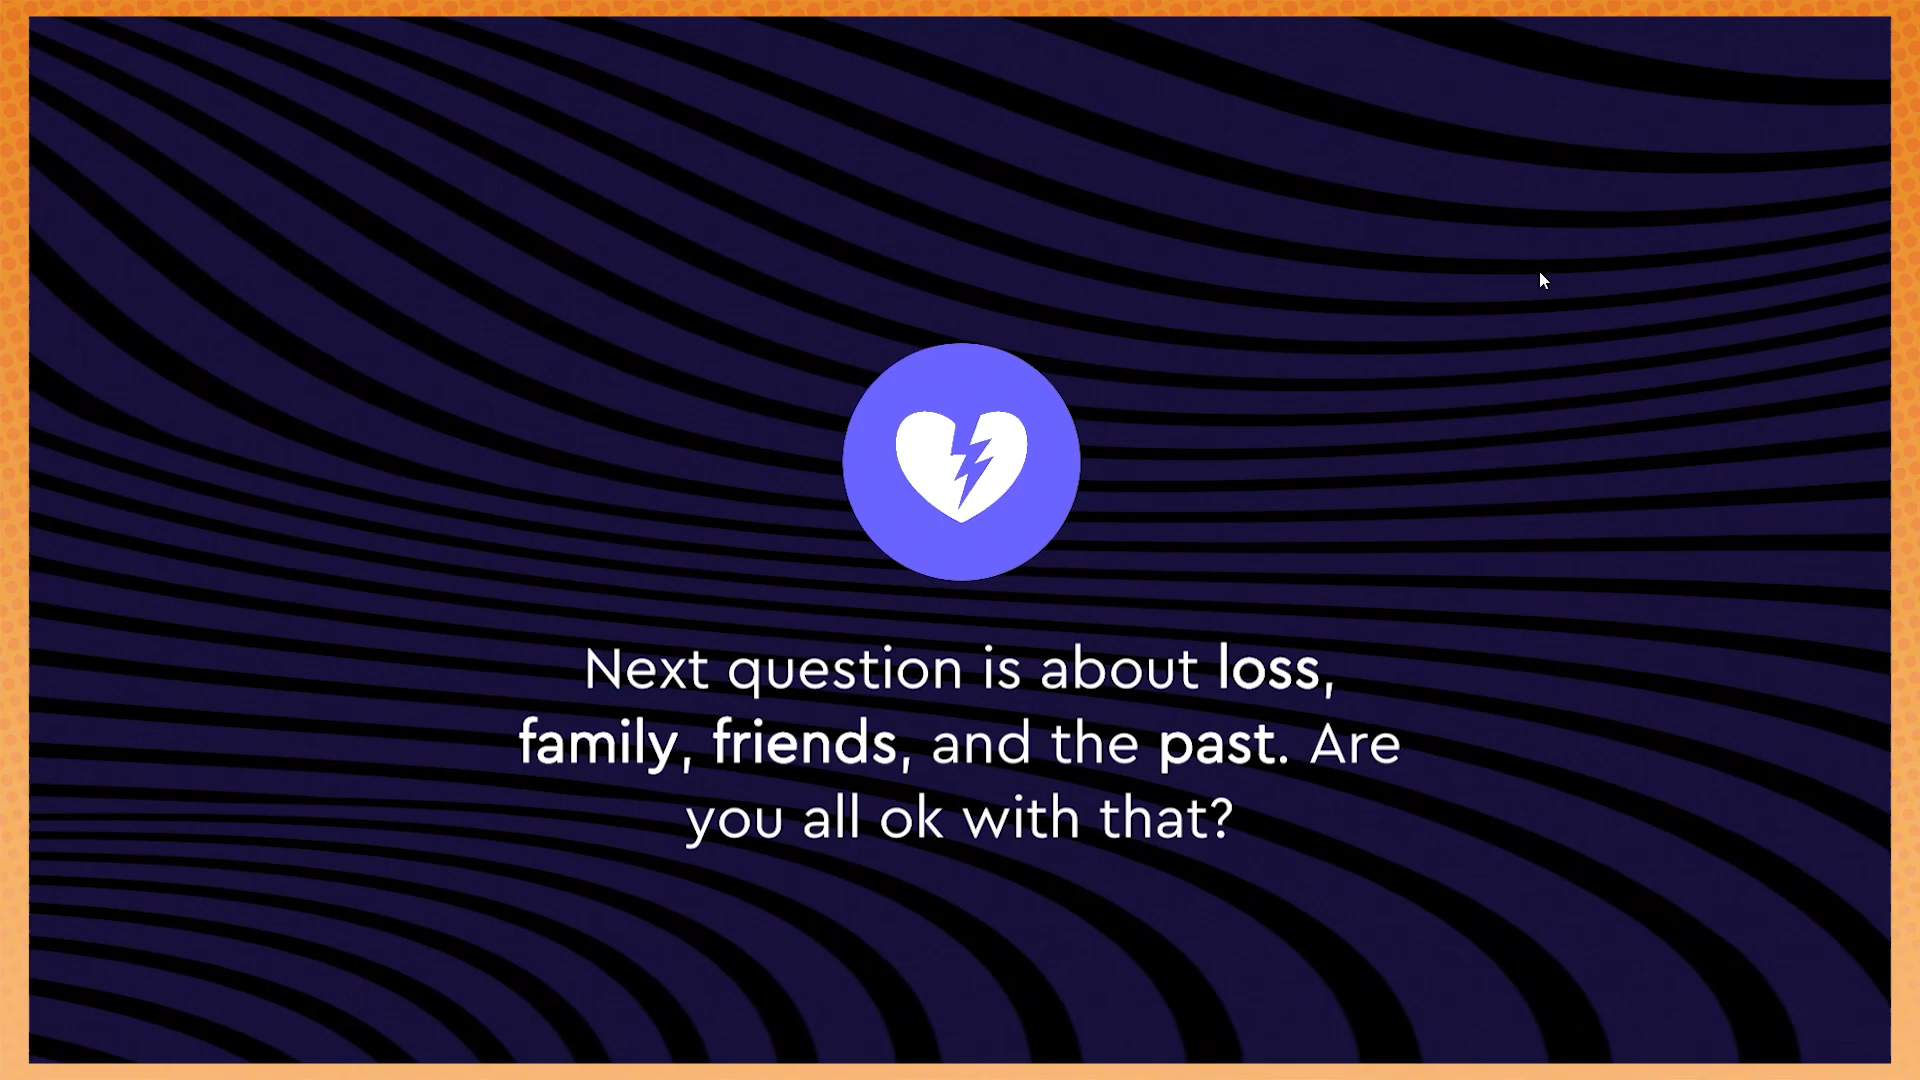 Next question is about loss,
family, friends, and the past. Are
you all ok with that?